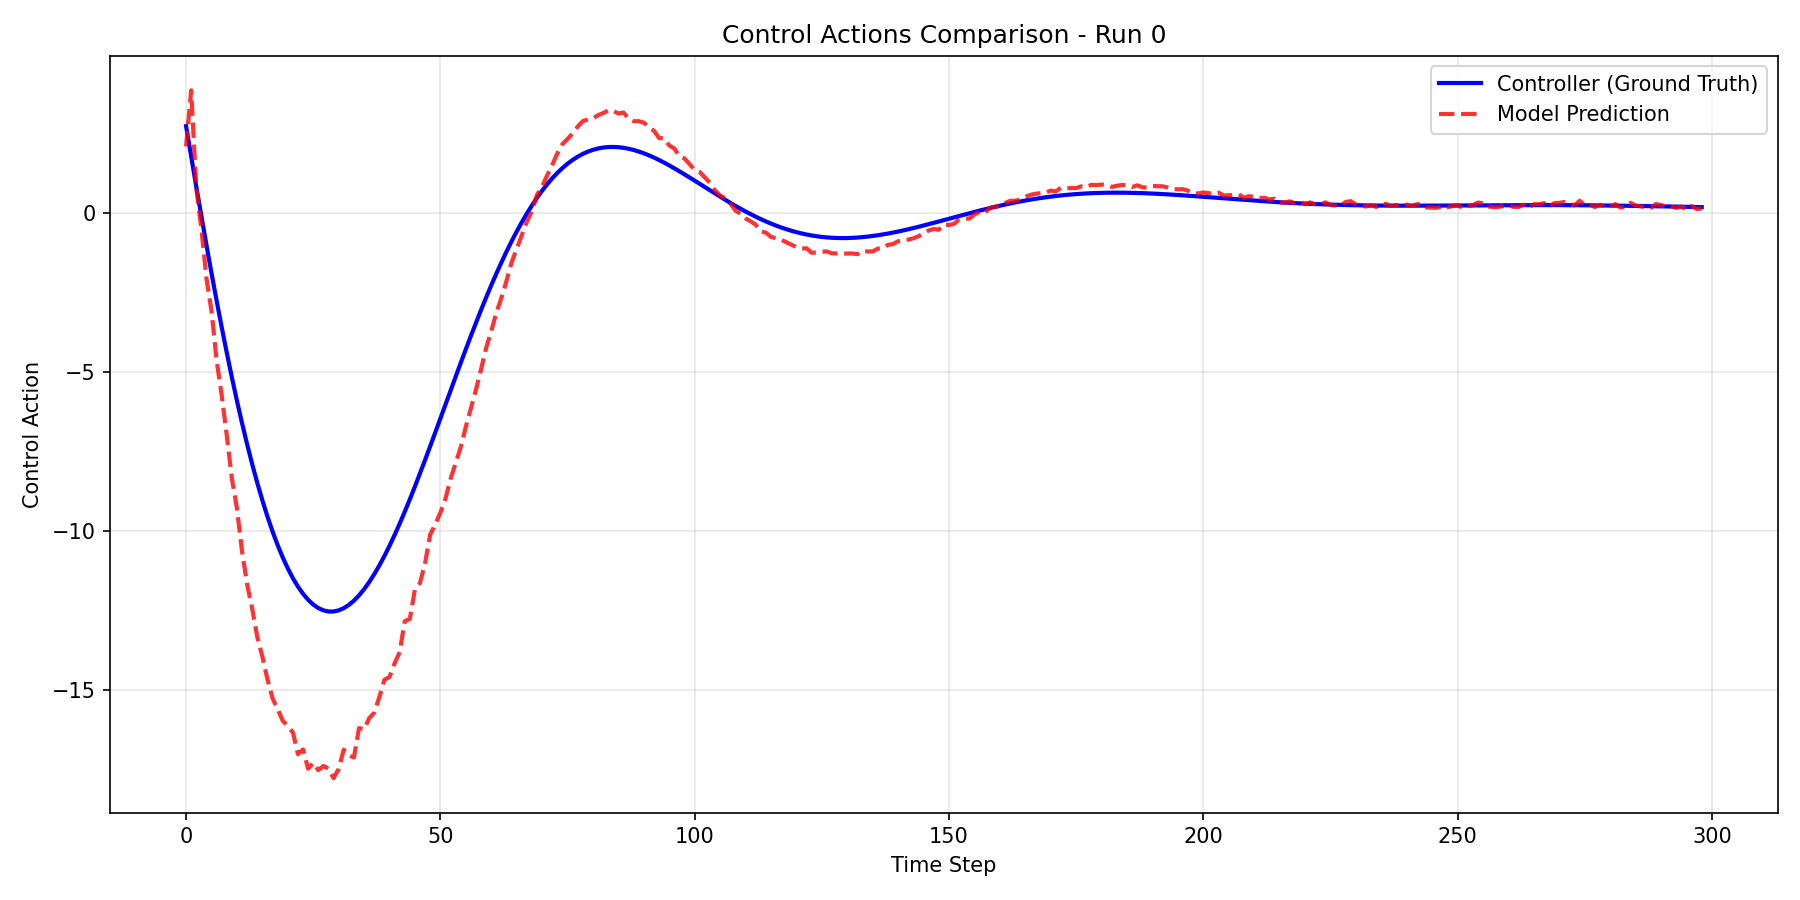 Control Actions Comparison - Run 0
Controller (Ground Truth)
Model Prediction
Control Action
0
−5
−10
−15
0
50
100
150
200
250
300
Time Step